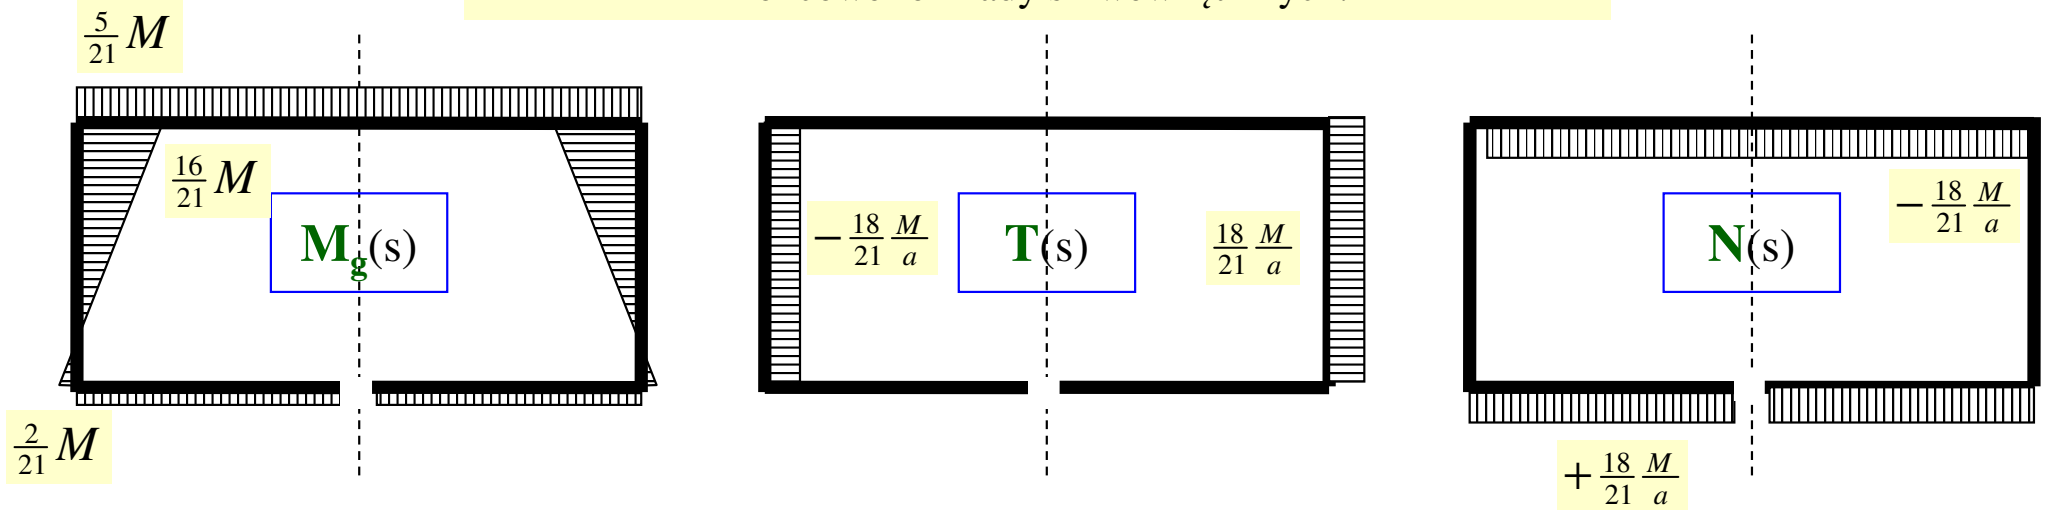 5/21 M
16/21 M
M_g(s)
2/21 M
− 18/21 M/a
T(s)
18/21 M/a
N(s)
− 18/21 M/a
+ 18/21 M/a